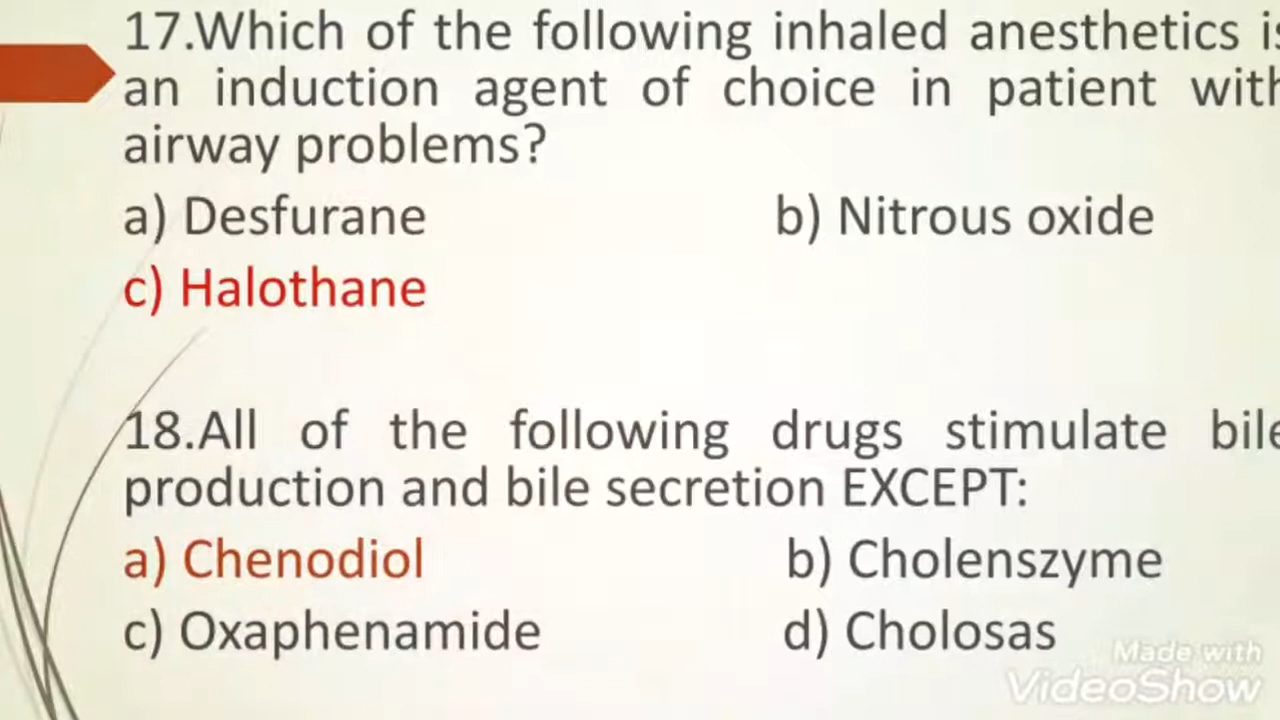 17.Which of the following inhaled anesthetics is
an induction agent of choice in patient with
airway problems?
a) Desfurane b) Nitrous oxide
c) Halothane
18.All of the following drugs stimulate bile
production and bile secretion EXCEPT:
a) Chenodiol b) Cholenszyme
c) Oxaphenamide d) Cholosas
Made with
VideoShow